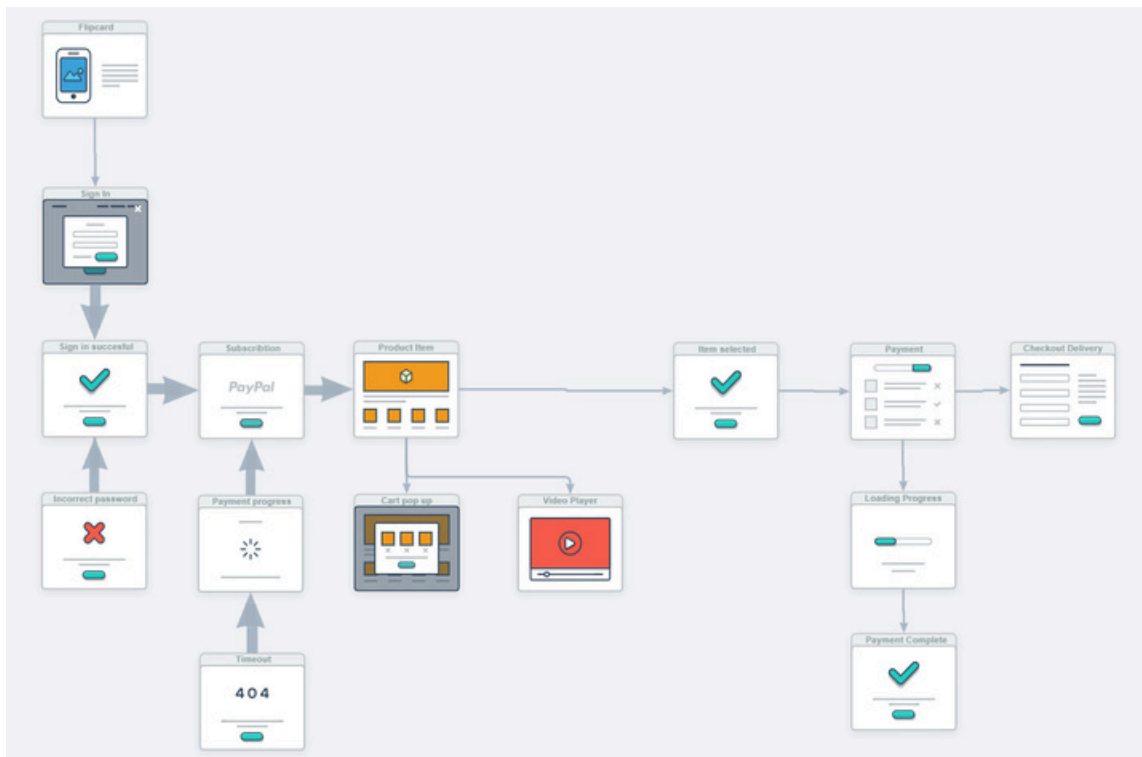 Flipcard
Sign In
Sign in succesful
Subscribtion
PayPal
Product Item
Item selected
Payment
Checkout Delivery
Incorrect password
Payment progress
Cart pop up
Video Player
Loading Progress
Timeout
404
Payment Complete